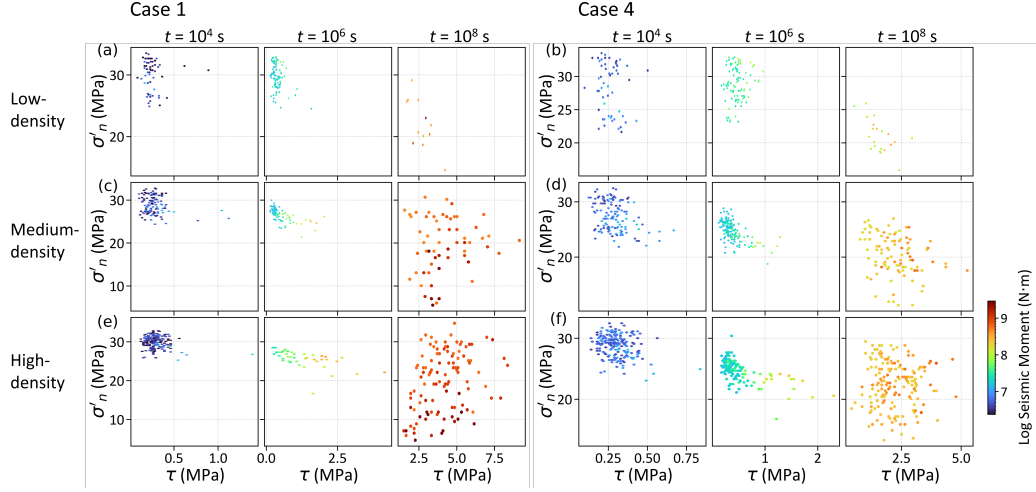 Case 1
Case 4
t = 10⁴ s
t = 10⁶ s
t = 10⁸ s
t = 10⁴ s
t = 10⁶ s
t = 10⁸ s
Low-
density
(a)
30
20
σ′n (MPa)
(b)
30
20
σ′n (MPa)
Medium-
density
(c)
30
20
10
σ′n (MPa)
(d)
30
20
σ′n (MPa)
High-
density
(e)
30
20
10
σ′n (MPa)
(f)
30
20
σ′n (MPa)
0.5 1.0
0.0 2.5
2.5 5.0 7.5
0.25 0.50 0.75
1 2
2.5 5.0
τ (MPa)
τ (MPa)
τ (MPa)
τ (MPa)
τ (MPa)
τ (MPa)
9
8
7
Log Seismic Moment (N·m)